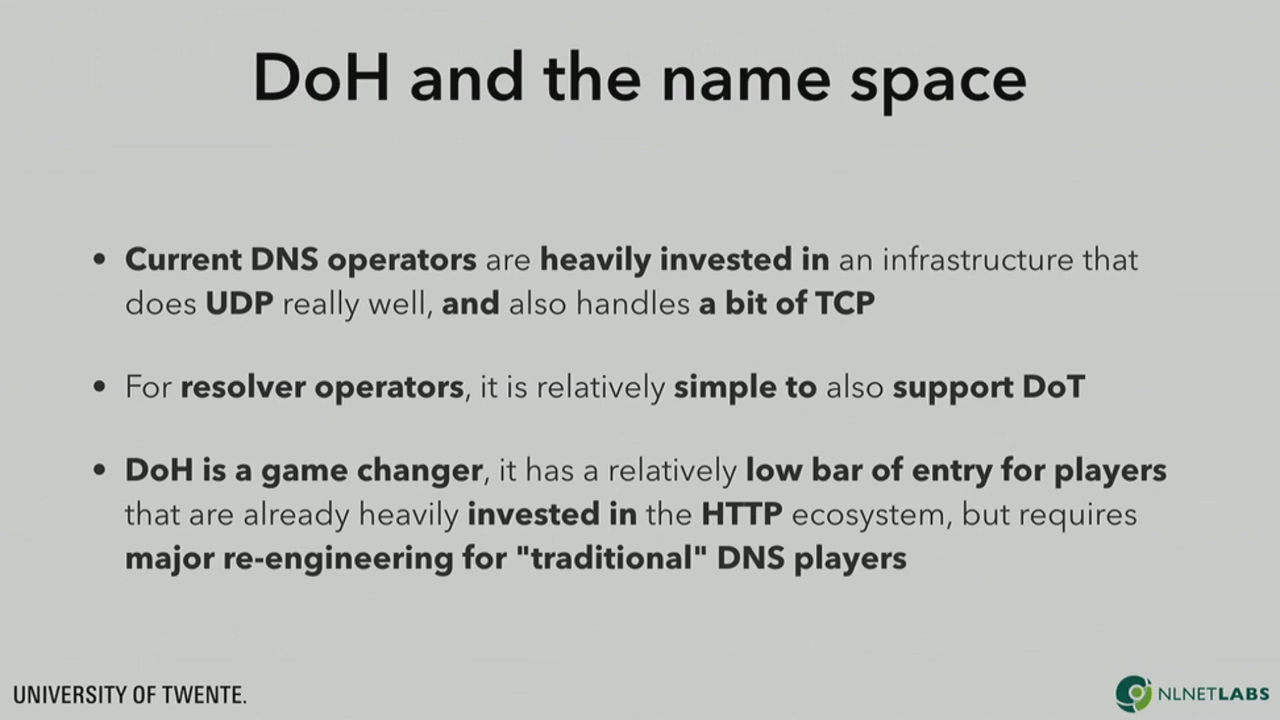 DoH and the name space
• Current DNS operators are heavily invested in an infrastructure that
does UDP really well, and also handles a bit of TCP
• For resolver operators, it is relatively simple to also support DoT
• DoH is a game changer, it has a relatively low bar of entry for players
that are already heavily invested in the HTTP ecosystem, but requires
major re-engineering for "traditional" DNS players
UNIVERSITY OF TWENTE.
NLNETLABS